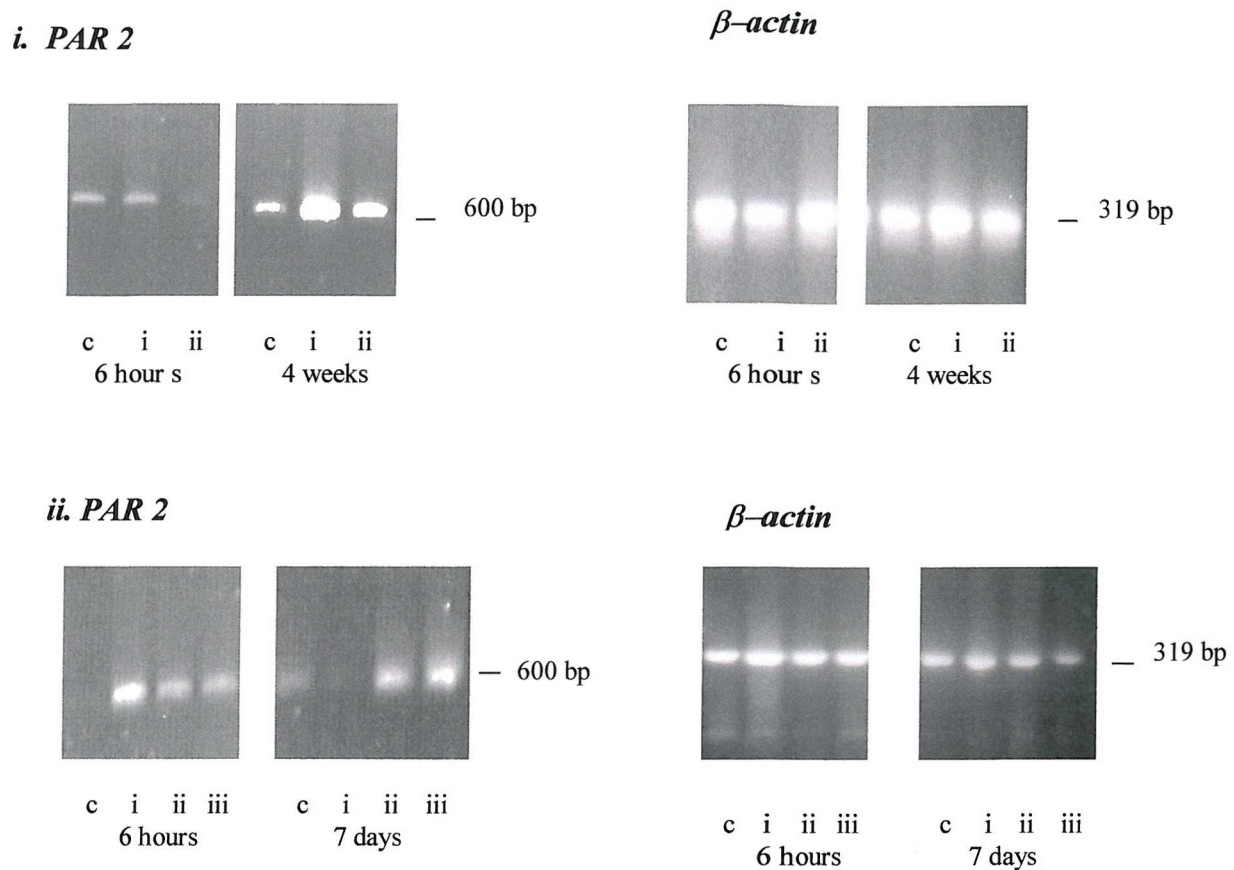 i. PAR 2
β–actin
600 bp
319 bp
c i ii c i ii
6 hour s 4 weeks
c i ii c i ii
6 hour s 4 weeks
ii. PAR 2
β–actin
600 bp
319 bp
c i ii iii c i ii iii
6 hours 7 days
c i ii iii c i ii iii
6 hours 7 days